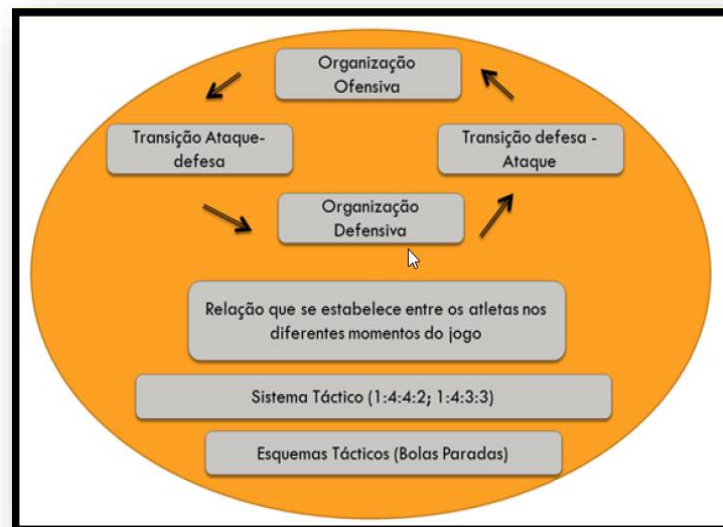 Organização
Ofensiva
Transição Ataque-
defesa
Transição defesa -
Ataque
Organização
Defensiva
Relação que se estabelece entre os atletas nos
diferentes momentos do jogo
Sistema Táctico (1:4:4:2; 1:4:3:3)
Esquemas Tácticos (Bolas Paradas)